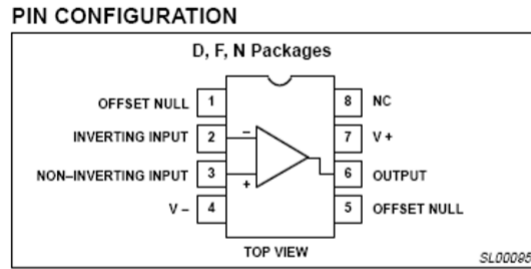 PIN CONFIGURATION
D, F, N Packages
OFFSET NULL 1 8 NC
INVERTING INPUT 2 – 7 V +
NON–INVERTING INPUT 3 + 6 OUTPUT
V – 4 5 OFFSET NULL
TOP VIEW
SL00095